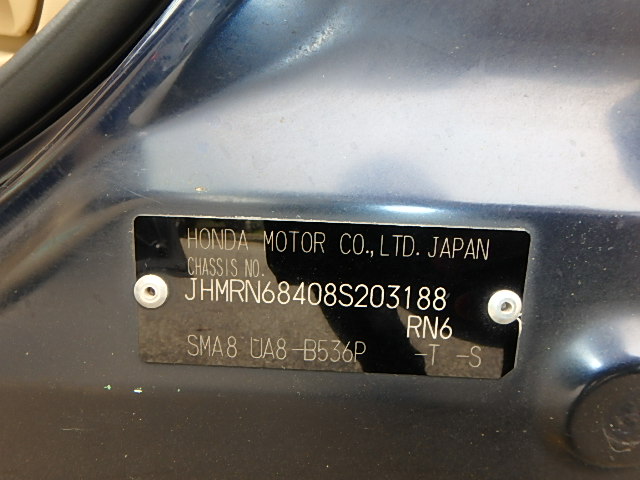 HONDA MOTOR CO.,LTD. JAPAN
CHASSIS NO.
JHMRN68408S203188
RN6
SMA8 UA8-B536P -T -S